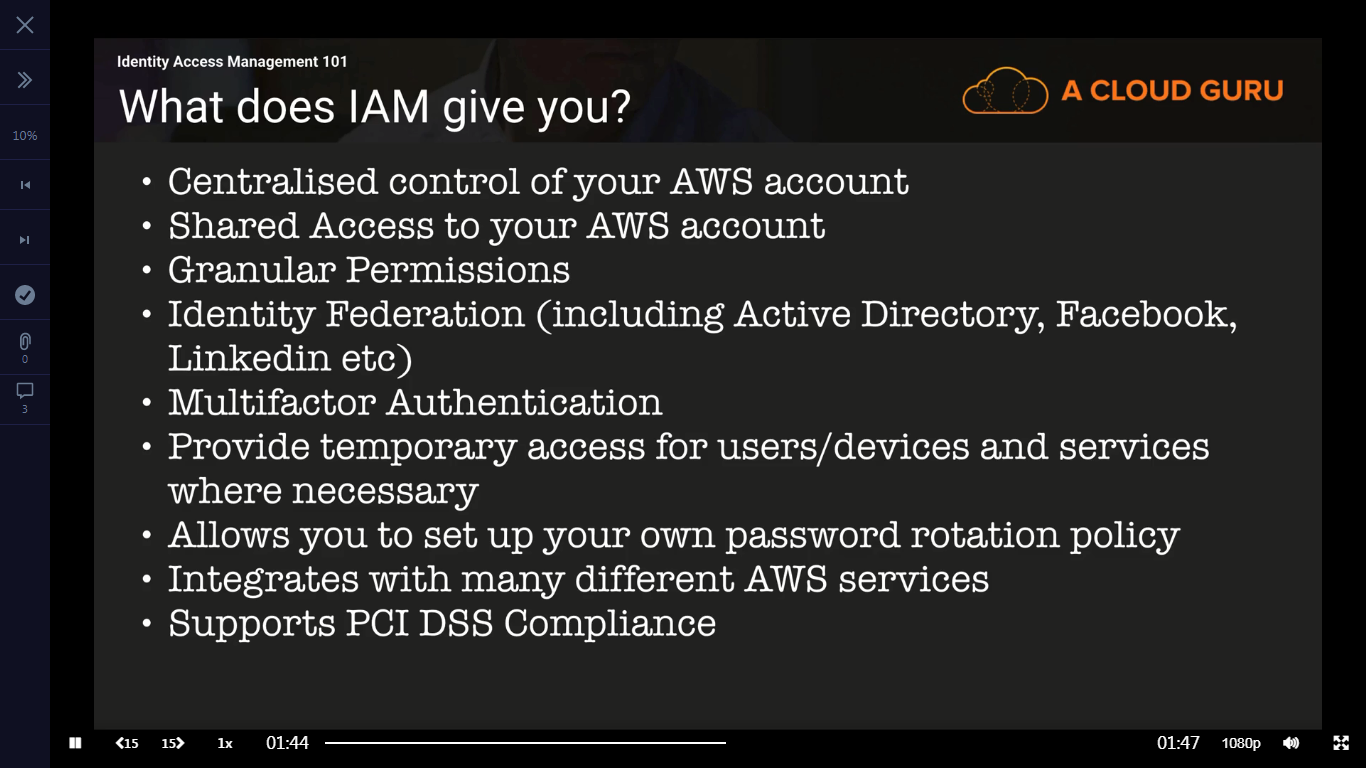 Identity Access Management 101
What does IAM give you?
A CLOUD GURU
• Centralised control of your AWS account
• Shared Access to your AWS account
• Granular Permissions
• Identity Federation (including Active Directory, Facebook,
Linkedin etc)
• Multifactor Authentication
• Provide temporary access for users/devices and services
where necessary
• Allows you to set up your own password rotation policy
• Integrates with many different AWS services
• Supports PCI DSS Compliance
10%
0
3
15 15 1x 01:44 01:47 1080p